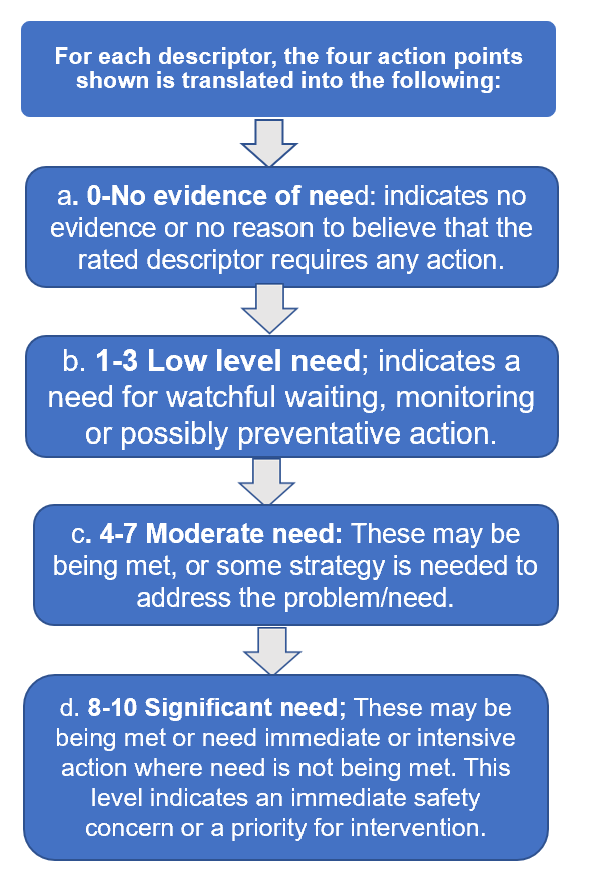 For each descriptor, the four action points
shown is translated into the following:
a. 0-No evidence of need: indicates no
evidence or no reason to believe that the
rated descriptor requires any action.
b. 1-3 Low level need; indicates a
need for watchful waiting, monitoring
or possibly preventative action.
c. 4-7 Moderate need: These may be
being met, or some strategy is needed to
address the problem/need.
d. 8-10 Significant need; These may be
being met or need immediate or intensive
action where need is not being met. This
level indicates an immediate safety
concern or a priority for intervention.